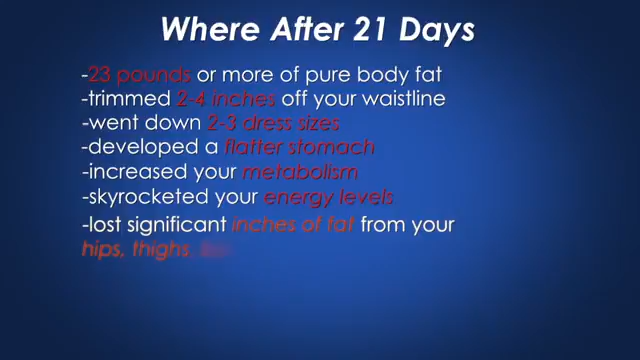 Where After 21 Days
-23 pounds or more of pure body fat
-trimmed 2-4 inches off your waistline
-went down 2-3 dress sizes
-developed a flatter stomach
-increased your metabolism
-skyrocketed your energy levels
-lost significant inches of fat from your
hips, thighs,